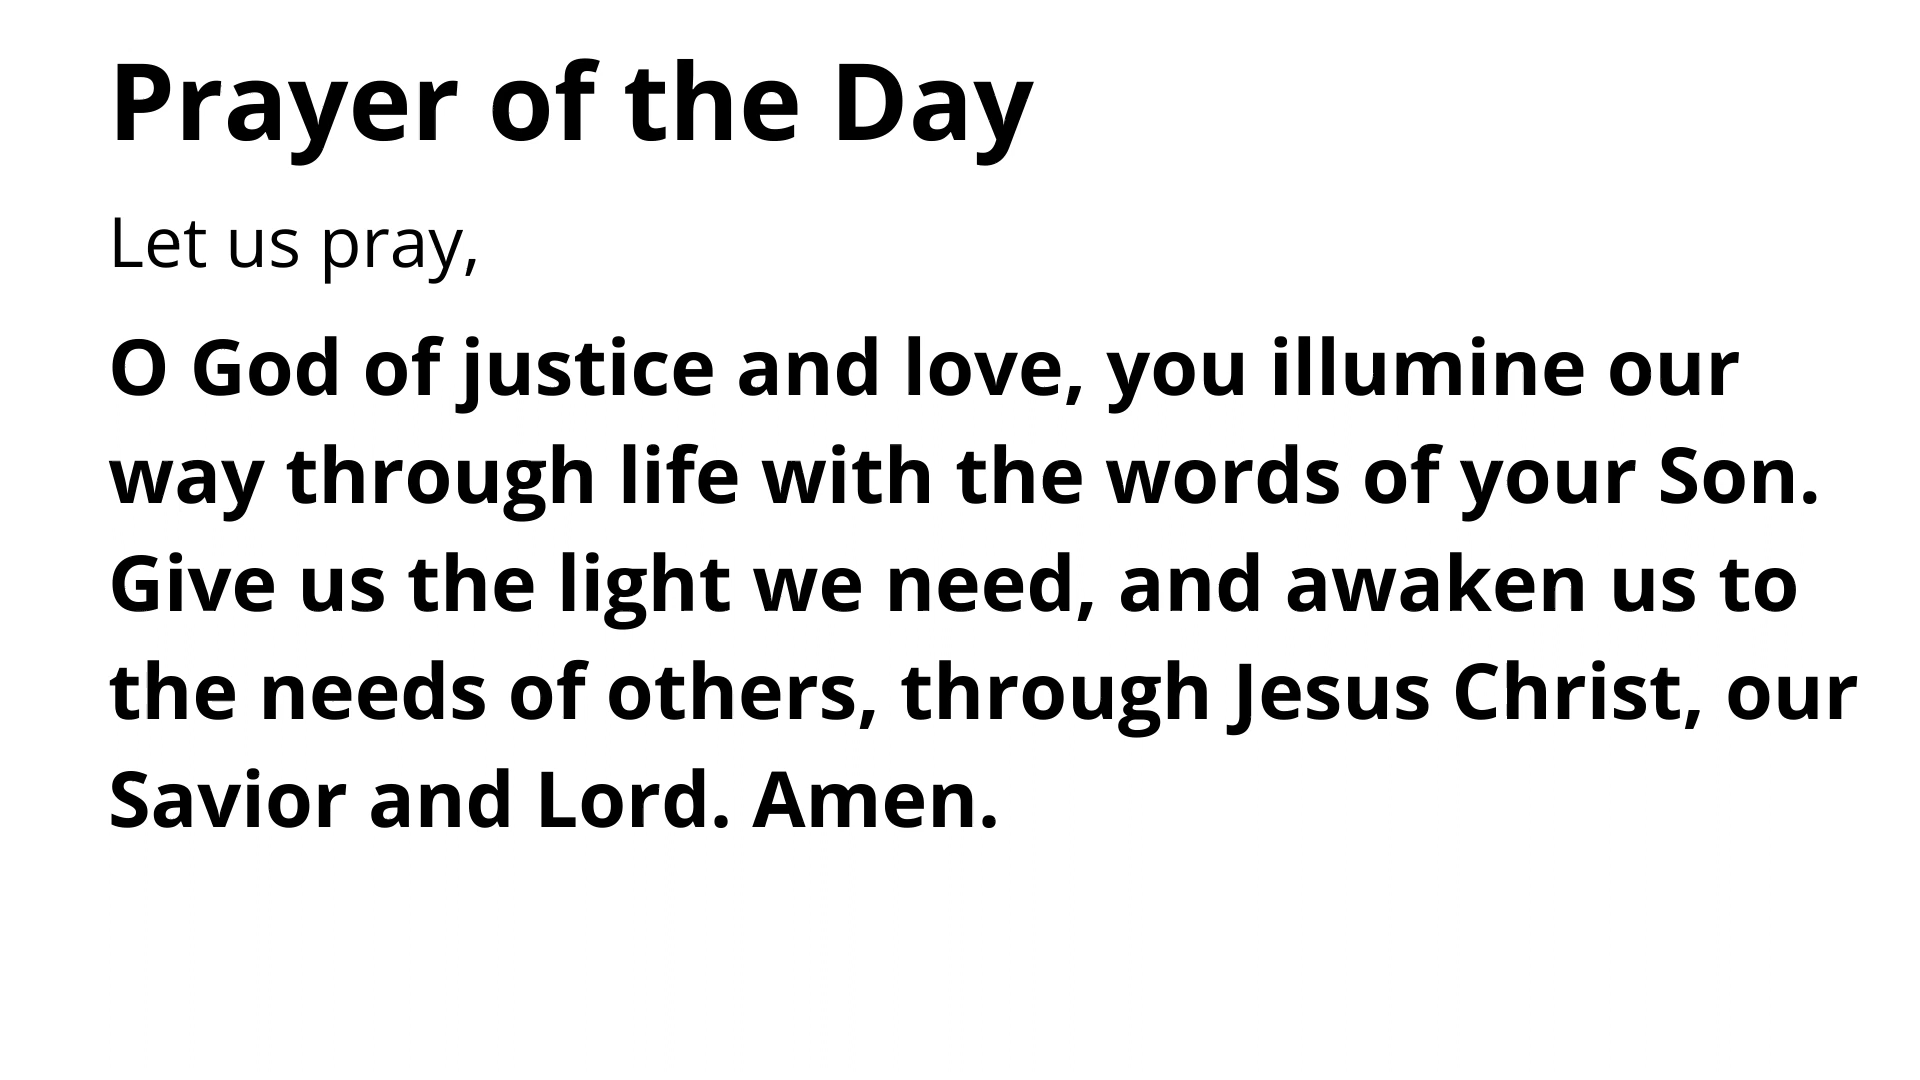 Prayer of the Day
Let us pray,
O God of justice and love, you illumine our
way through life with the words of your Son.
Give us the light we need, and awaken us to
the needs of others, through Jesus Christ, our
Savior and Lord. Amen.